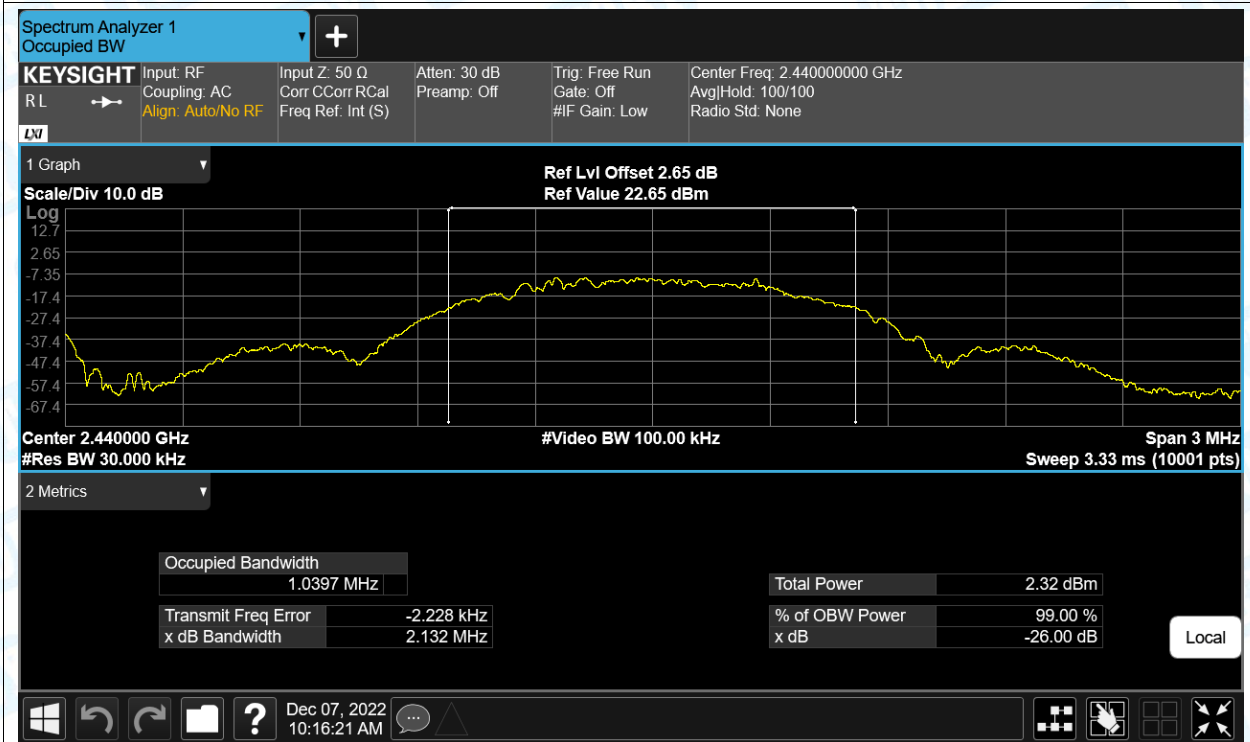 Spectrum Analyzer 1
Occupied BW
KEYSIGHT
R L
LXI
Input: RF
Coupling: AC
Align: Auto/No RF
Input Z: 50 Ω
Corr CCorr RCal
Freq Ref: Int (S)
Atten: 30 dB
Preamp: Off
Trig: Free Run
Gate: Off
#IF Gain: Low
Center Freq: 2.440000000 GHz
Avg|Hold: 100/100
Radio Std: None
1 Graph
Scale/Div 10.0 dB
Ref Lvl Offset 2.65 dB
Ref Value 22.65 dBm
Log
12.7
2.65
-7.35
-17.4
-27.4
-37.4
-47.4
-57.4
-67.4
Center 2.440000 GHz
#Video BW 100.00 kHz
Span 3 MHz
#Res BW 30.000 kHz
Sweep 3.33 ms (10001 pts)
2 Metrics
Occupied Bandwidth
1.0397 MHz
Total Power 2.32 dBm
Transmit Freq Error -2.228 kHz
% of OBW Power 99.00 %
x dB Bandwidth 2.132 MHz
x dB -26.00 dB
Local
?
Dec 07, 2022
10:16:21 AM